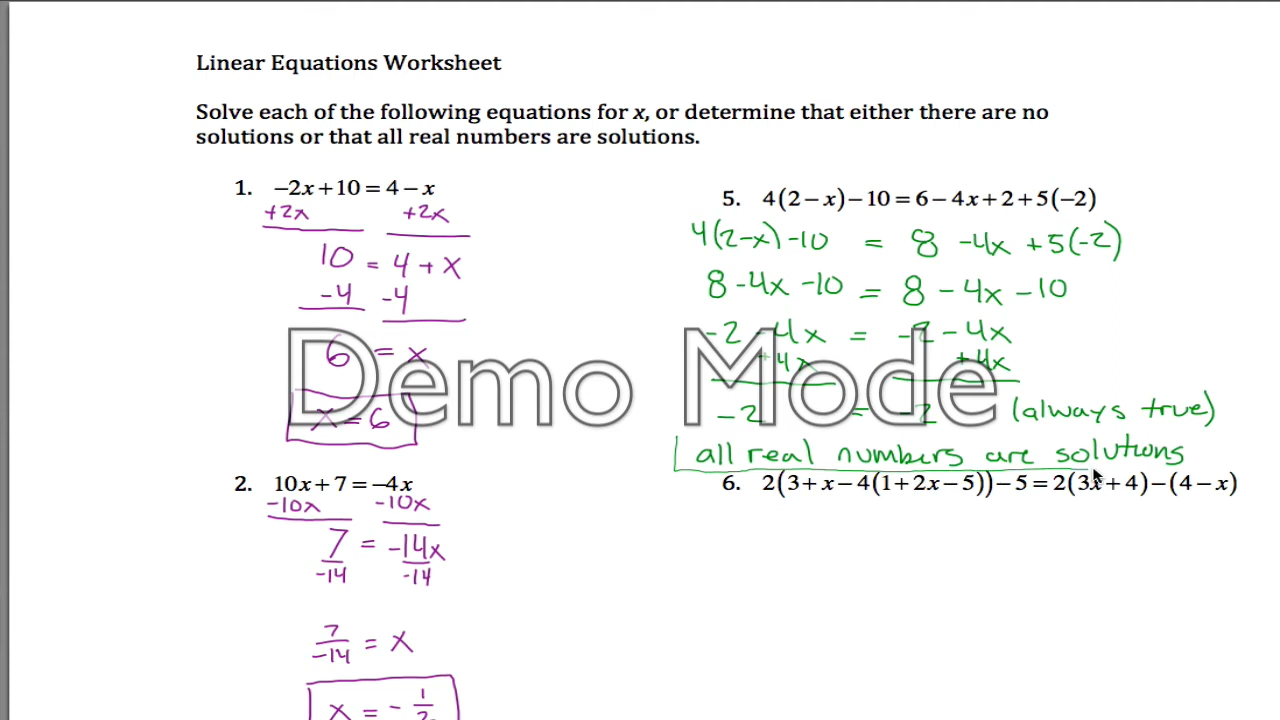 Linear Equations Worksheet
Solve each of the following equations for x, or determine that either there are no
solutions or that all real numbers are solutions.
1. −2x+10=4−x
+2x +2x
10 = 4 + x
-4 -4
6 = x
x = 6
2. 10x+7=−4x
-10x -10x
7 = -14x
-14 -14
7/-14 = x
x = - 1/2
5. 4(2−x)−10=6−4x+2+5(−2)
4(2-x)-10 = 8 -4x +5(-2)
8-4x-10 = 8-4x-10
-2-4x = -2-4x
+4x +4x
-2 = -2 (always true)
all real numbers are solutions
6. 2(3+x−4(1+2x−5))−5=2(3x+4)−(4−x)
Demo Mode